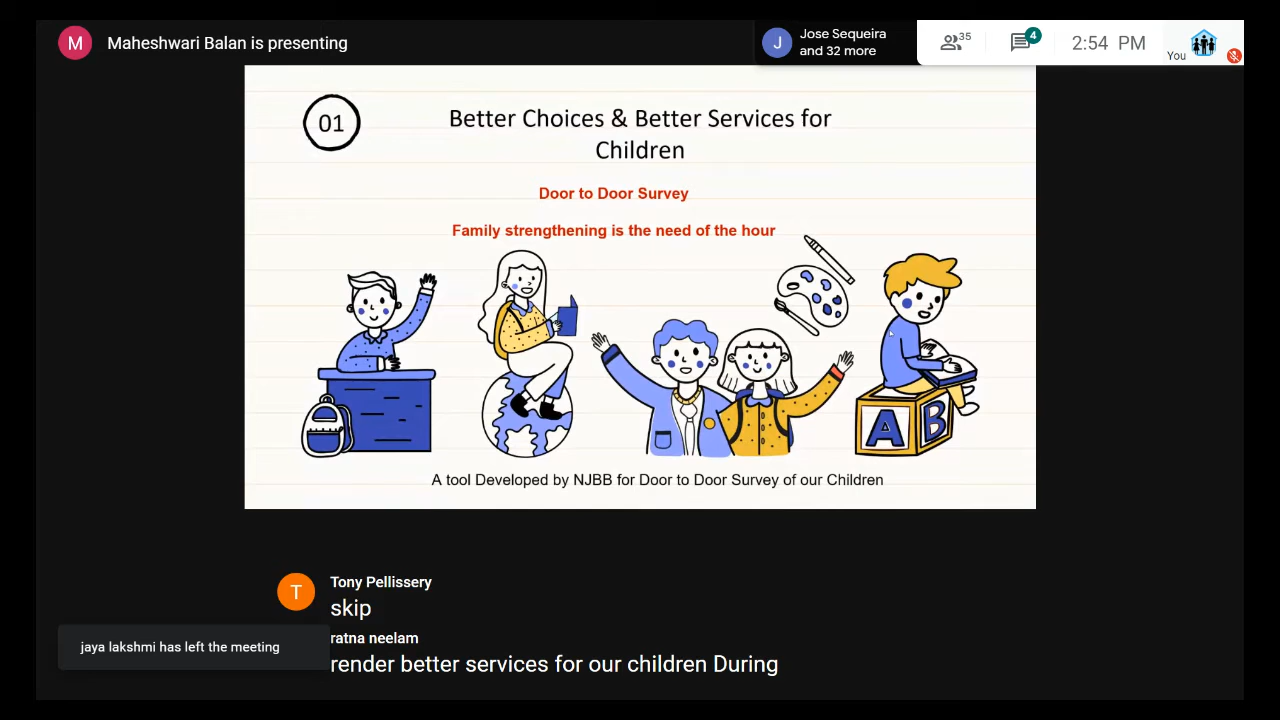 M
Maheshwari Balan is presenting
J
Jose Sequeira
and 32 more
35
4
2:54 PM
You
01
Better Choices & Better Services for
Children
Door to Door Survey
Family strengthening is the need of the hour
A
B
A tool Developed by NJBB for Door to Door Survey of our Children
T
Tony Pellissery
skip
jaya lakshmi has left the meeting
ratna neelam
render better services for our children During